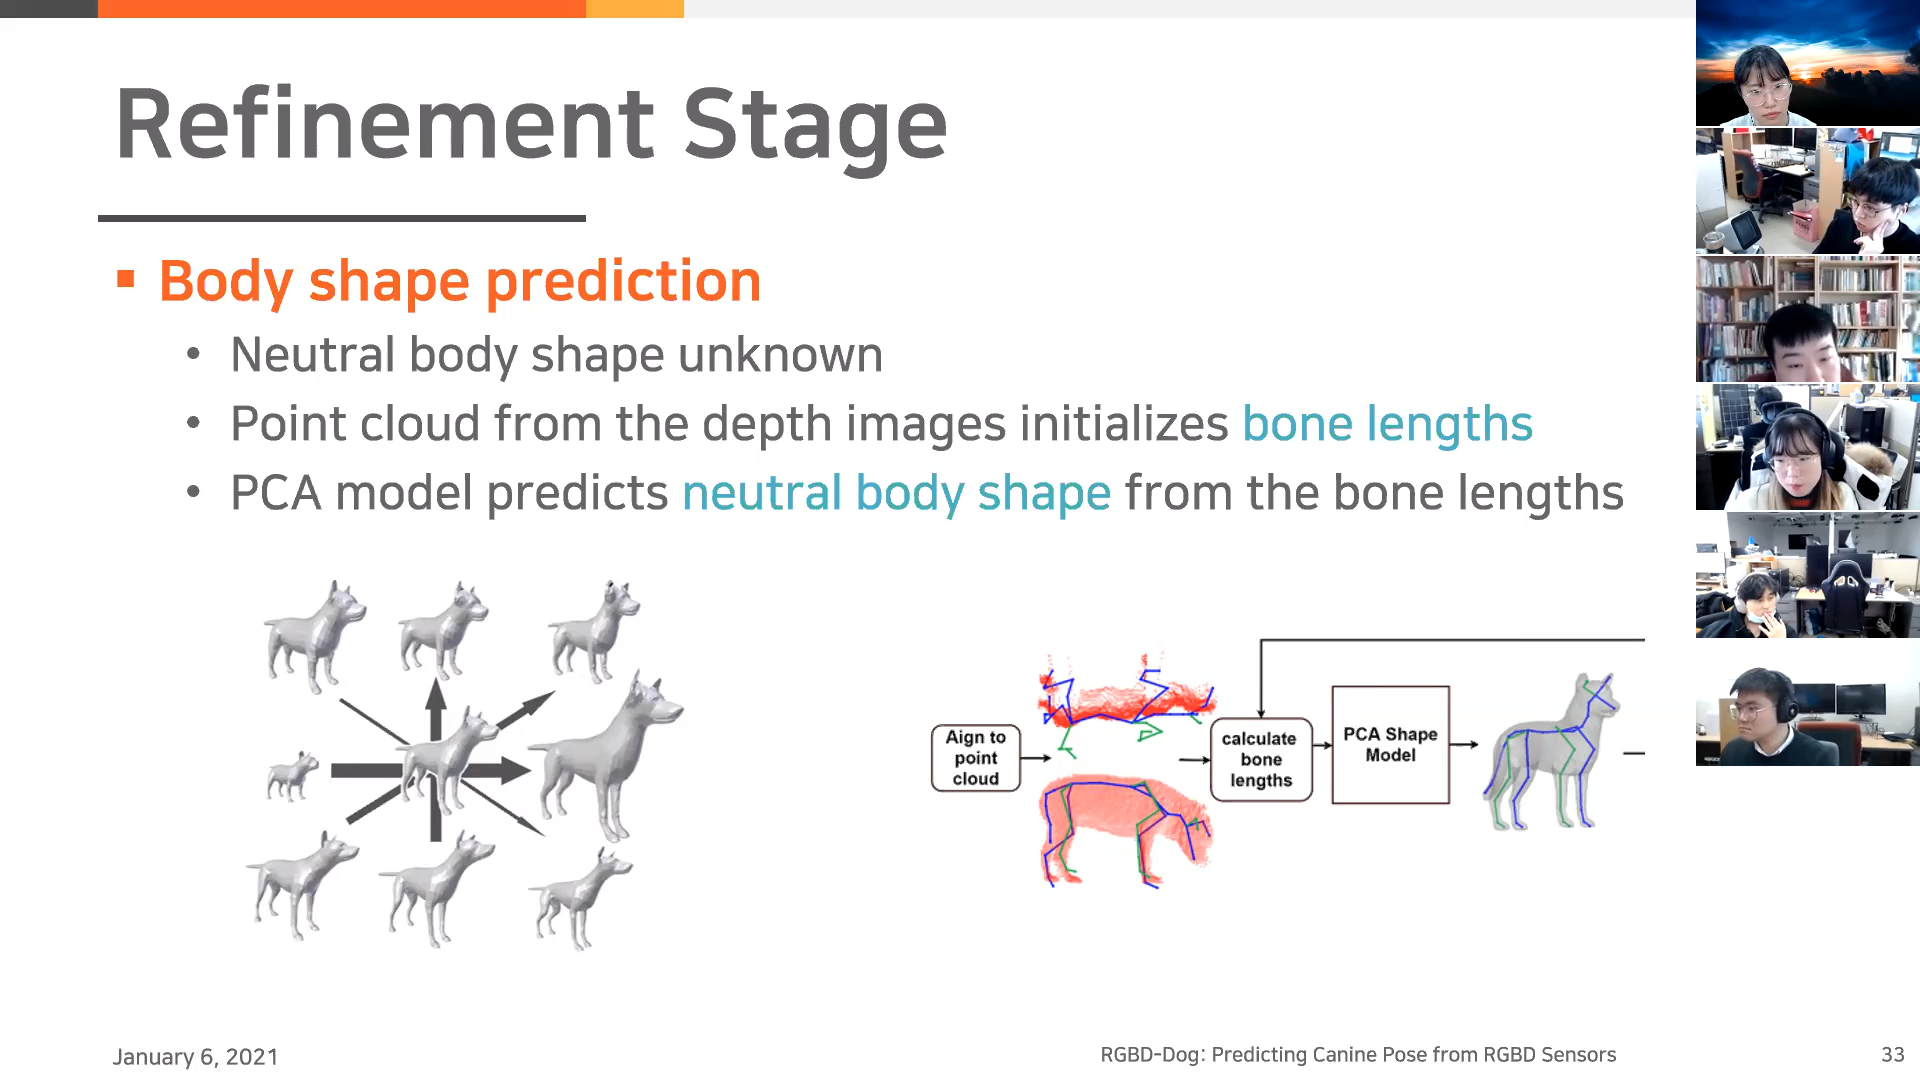 Refinement Stage
Body shape prediction
• Neutral body shape unknown
• Point cloud from the depth images initializes bone lengths
• PCA model predicts neutral body shape from the bone lengths
Aign to
point
cloud
calculate
bone
lengths
PCA Shape
Model
January 6, 2021
RGBD-Dog: Predicting Canine Pose from RGBD Sensors
33